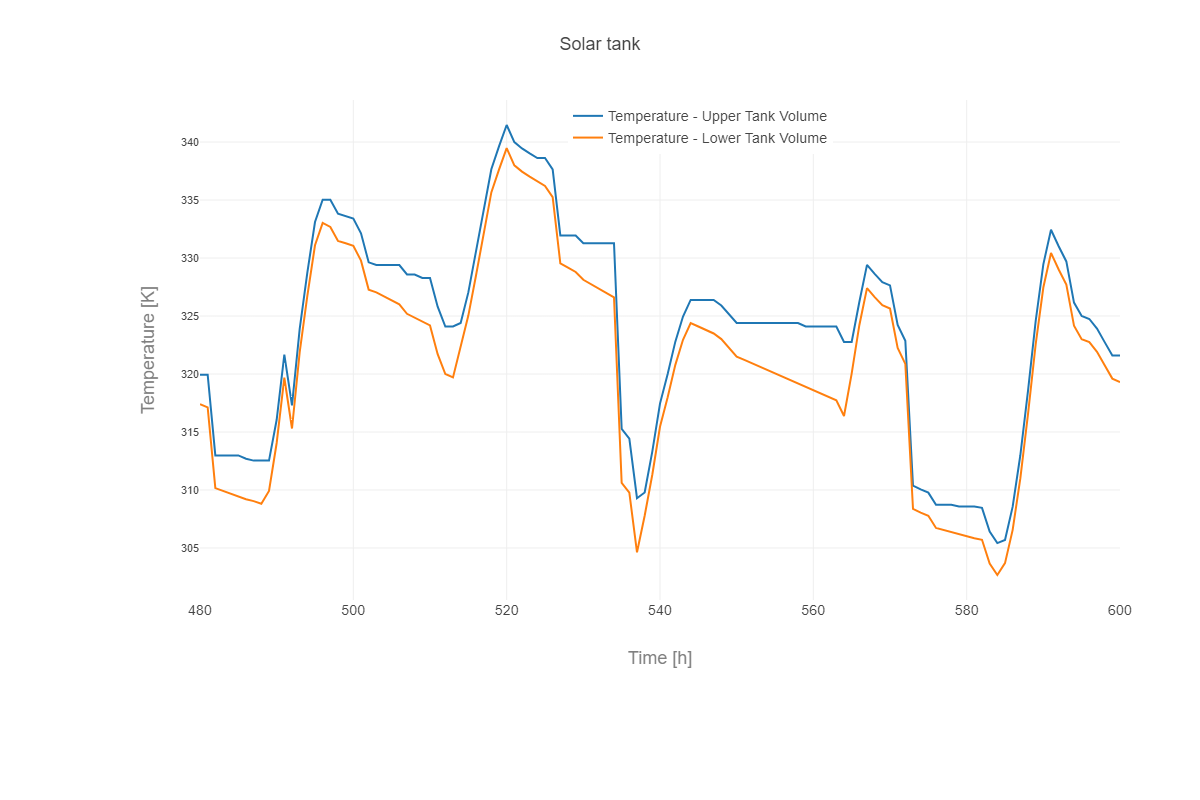 Solar tank
Temperature - Upper Tank Volume
Temperature - Lower Tank Volume
340
335
330
325
320
315
310
305
Temperature [K]
480 500 520 540 560 580 600
Time [h]